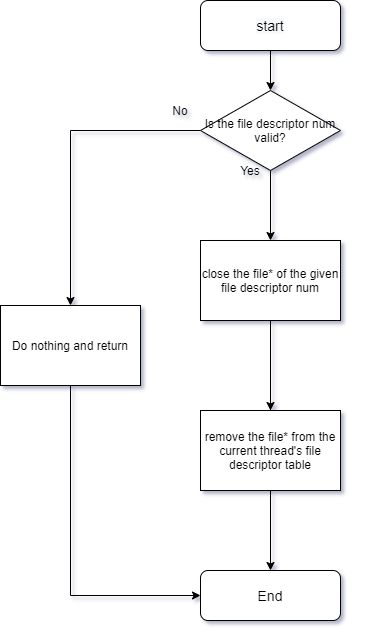 start
No
Is the file descriptor num
valid?
Yes
close the file* of the given
file descriptor num
Do nothing and return
remove the file* from the
current thread's file
descriptor table
End